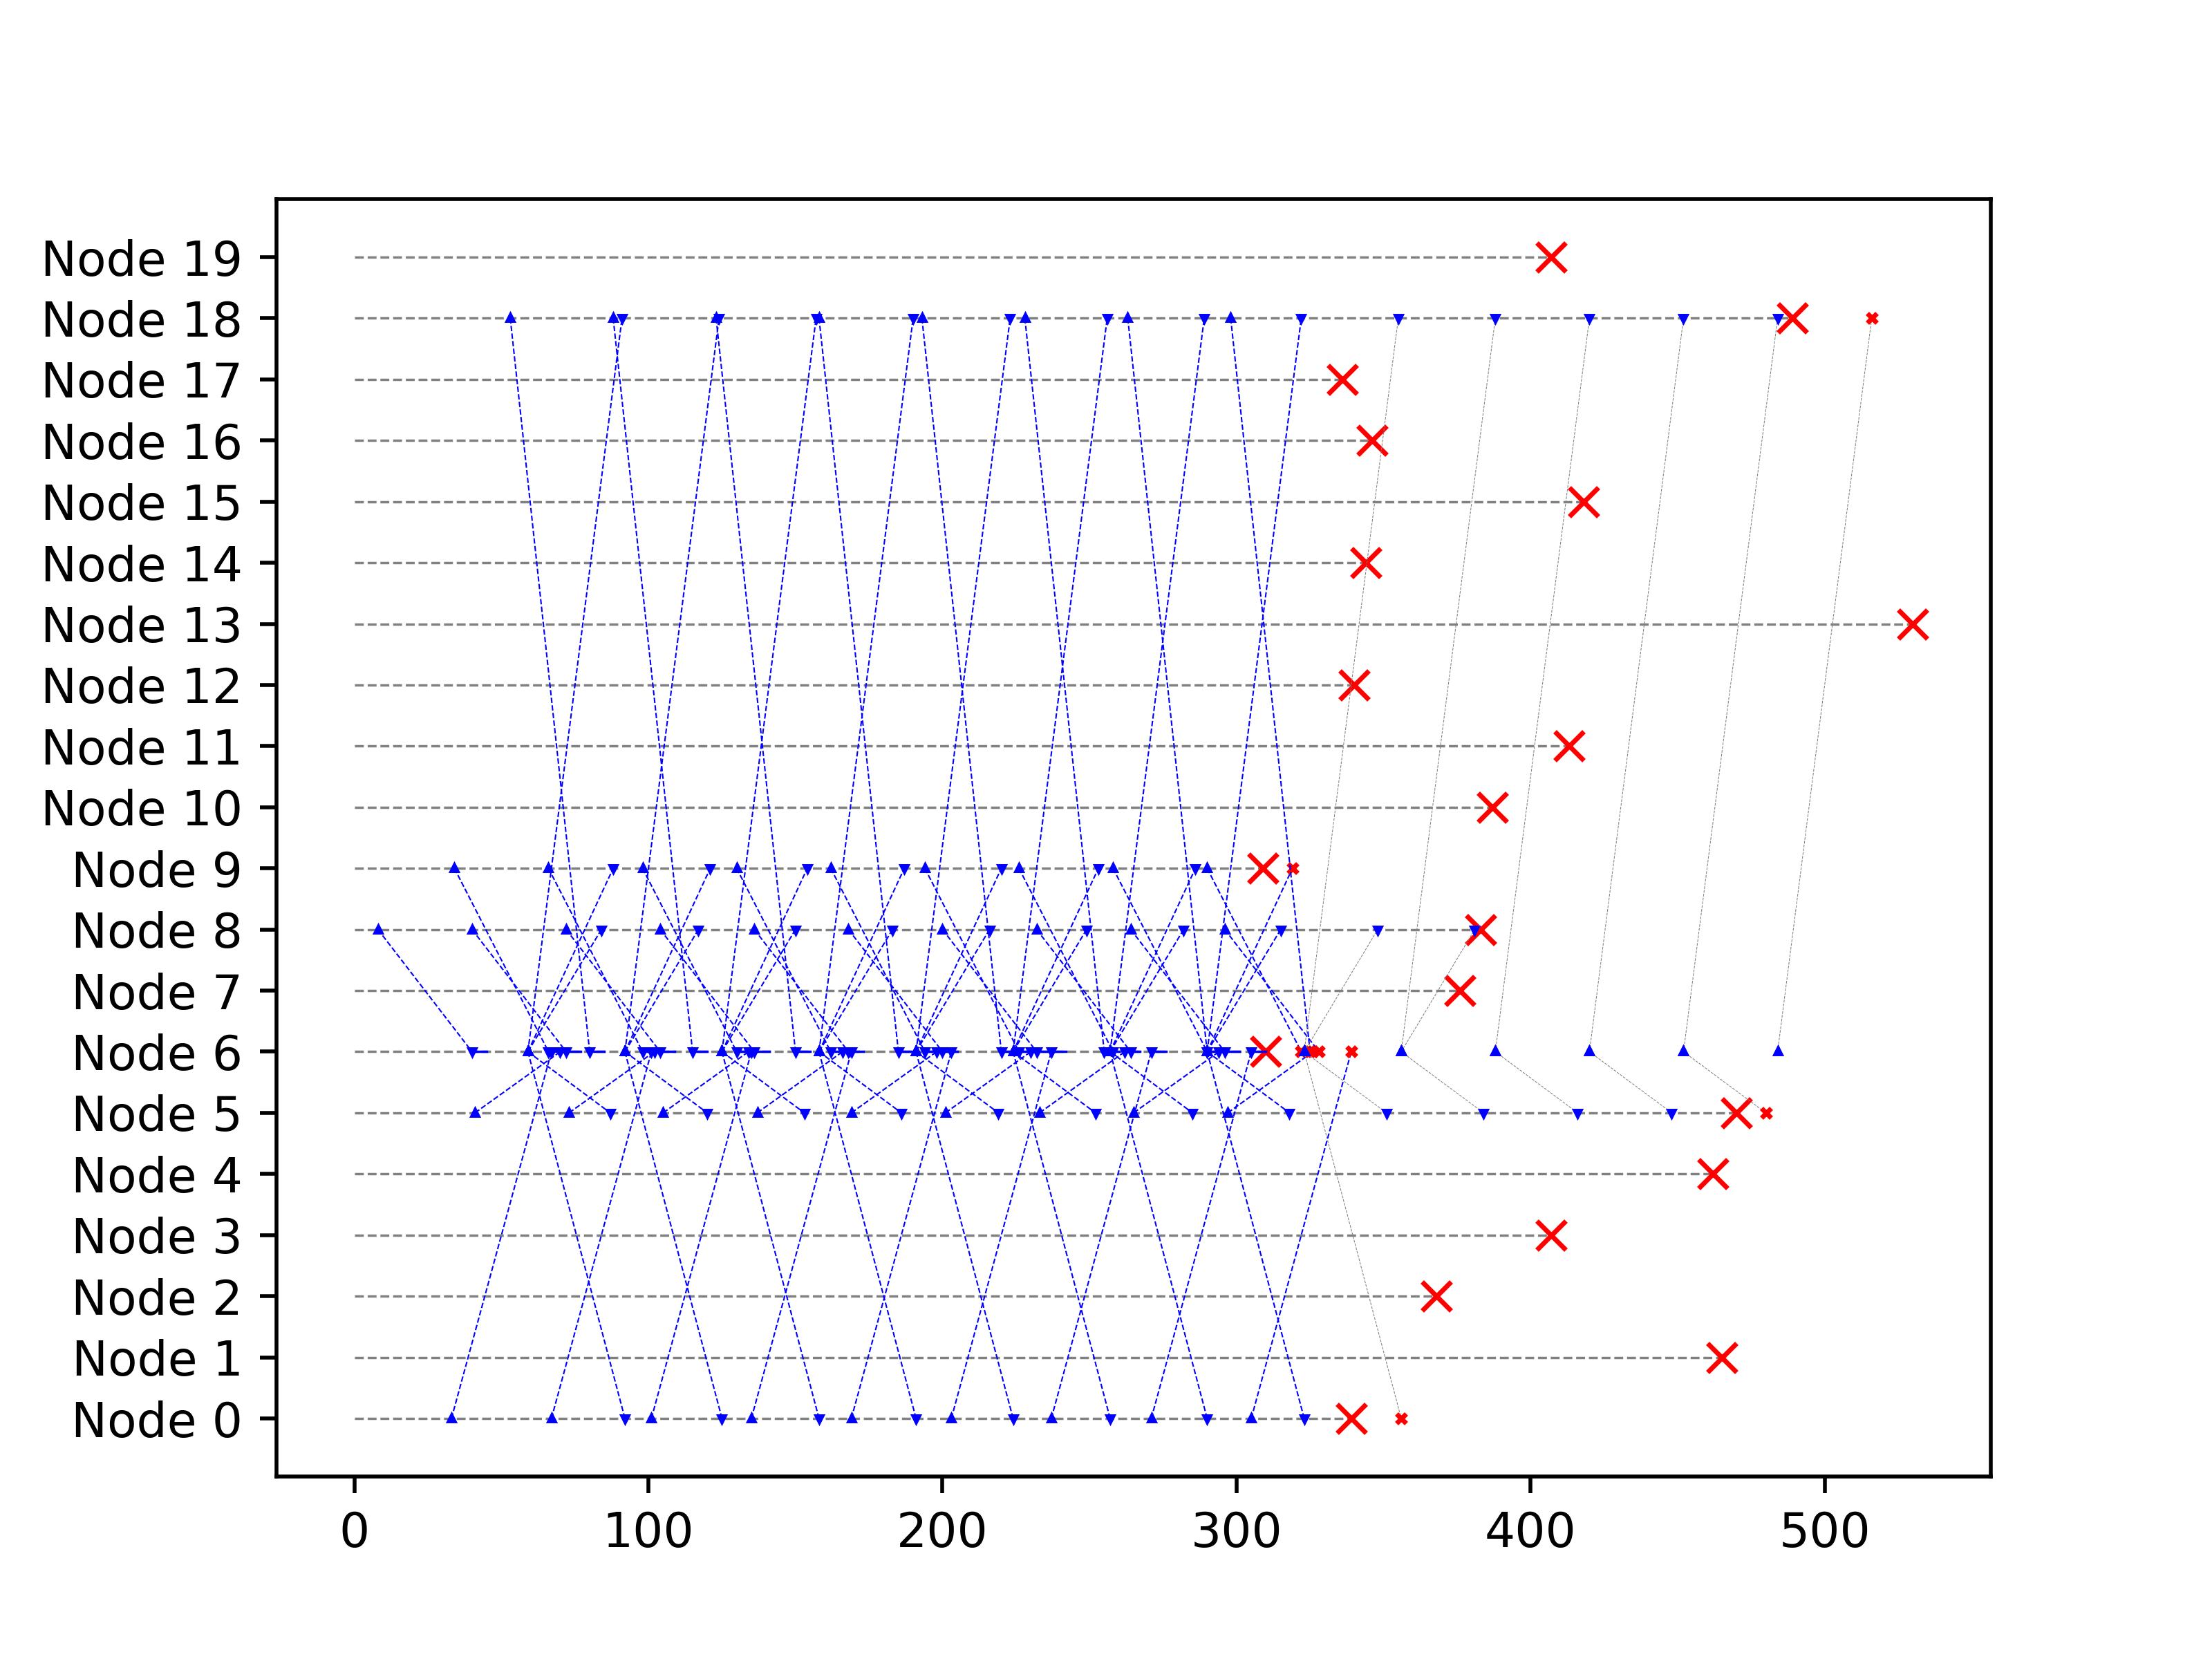 Node 19
Node 18
Node 17
Node 16
Node 15
Node 14
Node 13
Node 12
Node 11
Node 10
Node 9
Node 8
Node 7
Node 6
Node 5
Node 4
Node 3
Node 2
Node 1
Node 0
0 100 200 300 400 500